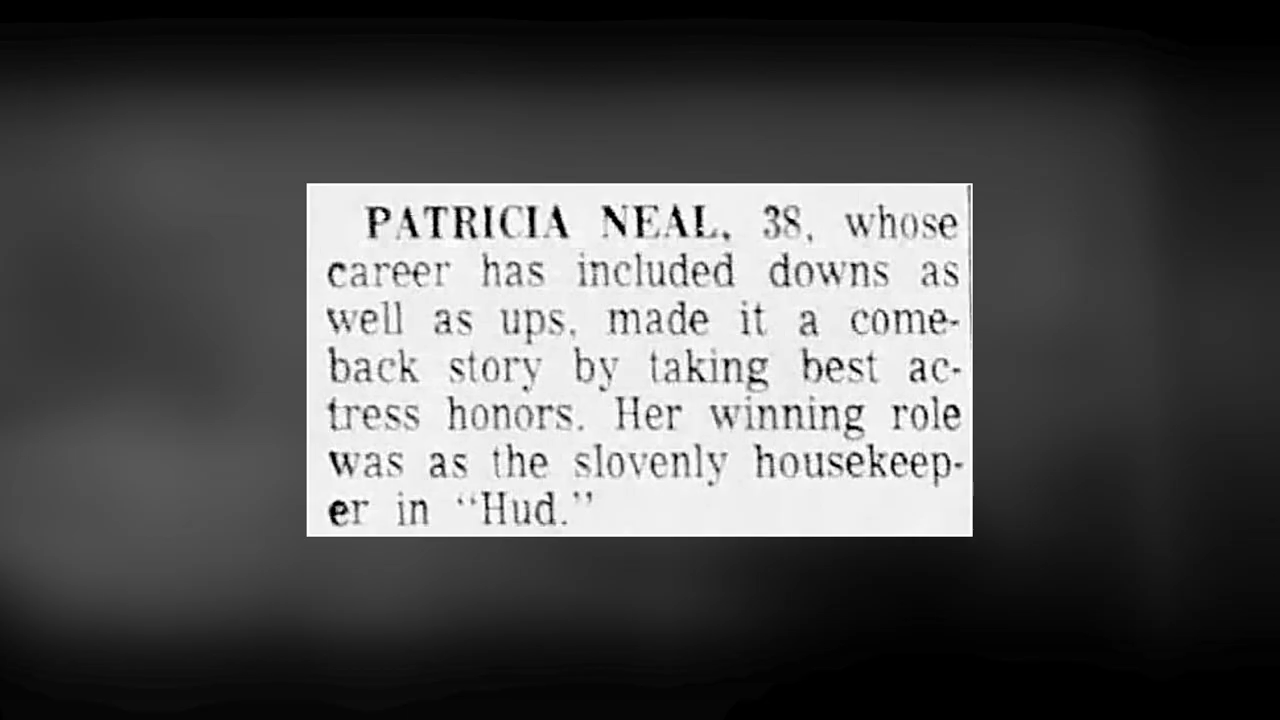 PATRICIA NEAL, 38, whose
career has included downs as
well as ups, made it a come-
back story by taking best ac-
tress honors. Her winning role
was as the slovenly housekeep-
er in “Hud.”